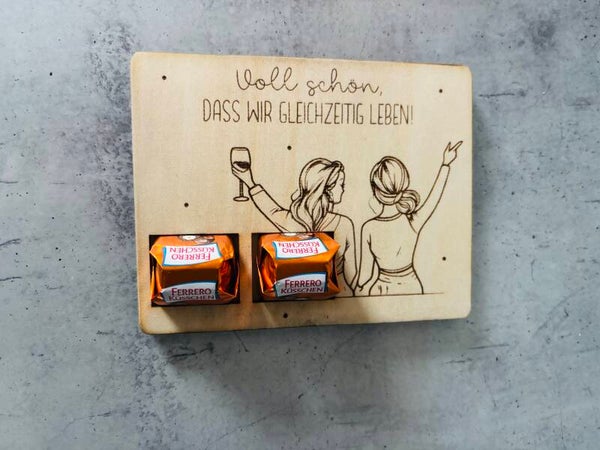 Voll schön,
DASS WIR GLEICHZEITIG LEBEN!
FERRERO
KÜSSCHEN
FERRERO
KÜSSCHEN
FERRERO
KÜSSCHEN
FERRERO
KÜSSCHEN